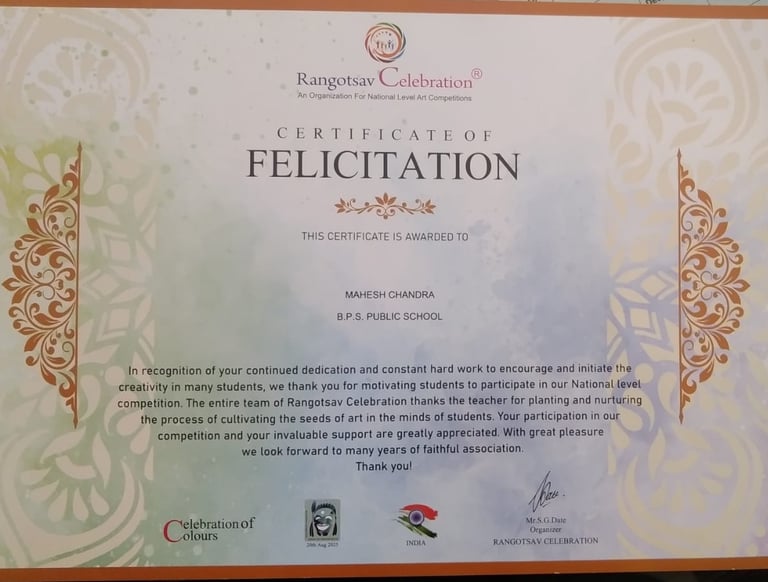 Rangotsav Celebration®
An Organization For National Level Art Competitions
CERTIFICATE OF
FELICITATION
THIS CERTIFICATE IS AWARDED TO
MAHESH CHANDRA
B.P.S. PUBLIC SCHOOL
In recognition of your continued dedication and constant hard work to encourage and initiate the
creativity in many students, we thank you for motivating students to participate in our National level
competition. The entire team of Rangotsav Celebration thanks the teacher for planting and nurturing
the process of cultivating the seeds of art in the minds of students. Your participation in our
competition and your invaluable support are greatly appreciated. With great pleasure
we look forward to many years of faithful association.
Thank you!
Celebration of
Colours
INDIA
Mr.S.G.Date
Organizer
RANGOTSAV CELEBRATION